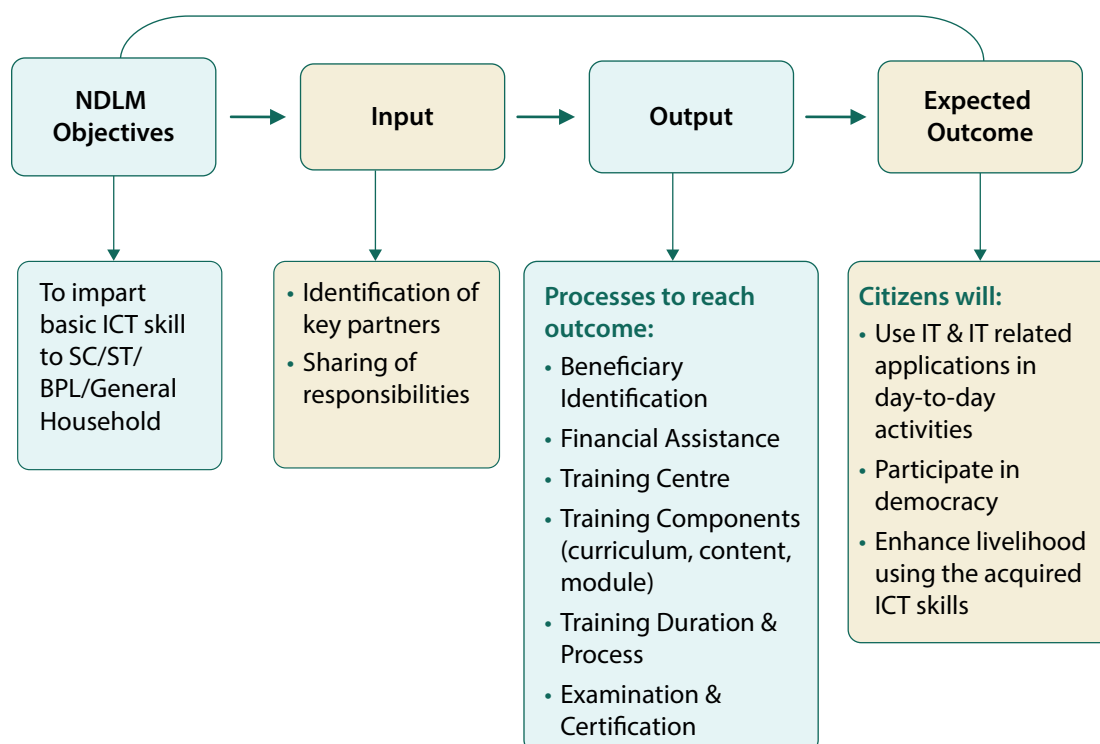 NDLM
Objectives
Input
Output
Expected
Outcome
To impart
basic ICT skill
to SC/ST/
BPL/General
Household
• Identification of
key partners
• Sharing of
responsibilities
Processes to reach
outcome:
• Beneficiary
Identification
• Financial Assistance
• Training Centre
• Training Components
(curriculum, content,
module)
• Training Duration &
Process
• Examination &
Certification
Citizens will:
• Use IT & IT related
applications in
day-to-day
activities
• Participate in
democracy
• Enhance livelihood
using the acquired
ICT skills